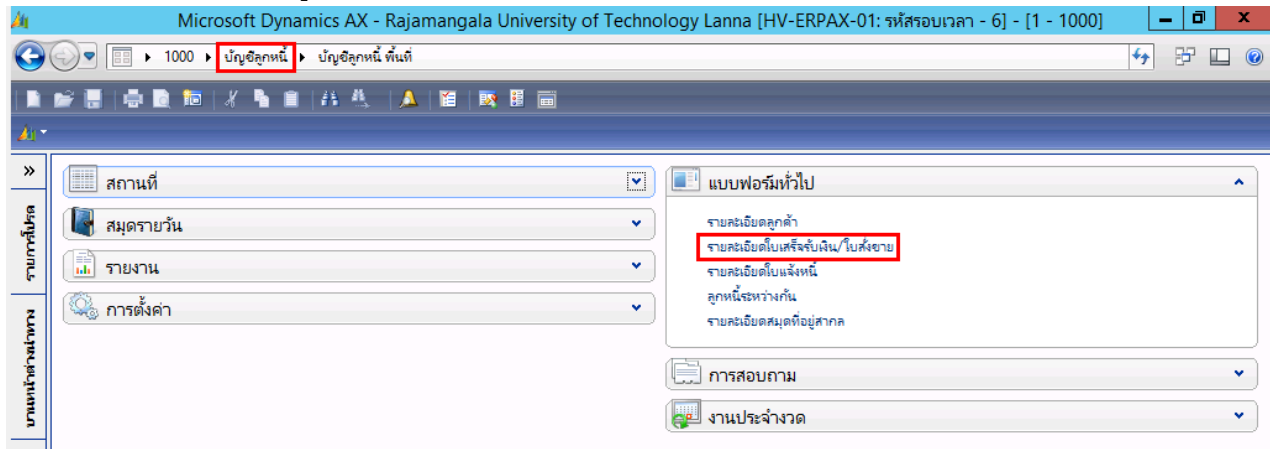 Microsoft Dynamics AX - Rajamangala University of Technology Lanna [HV-ERPAX-01: รหัสรอบเวลา - 6] - [1 - 1000]
1000 บัญชีลูกหนี้ บัญชีลูกหนี้ พื้นที่
สถานที่
สมุดรายวัน
รายงาน
การตั้งค่า
แบบฟอร์มทั่วไป
รายละเอียดลูกค้า
รายละเอียดใบเสร็จรับเงิน/ใบสั่งขาย
รายละเอียดใบแจ้งหนี้
ลูกหนี้ระหว่างกัน
รายละเอียดสมุดที่อยู่สากล
การสอบถาม
งานประจำงวด
รายการโปรด
บานหน้าต่างนำทาง